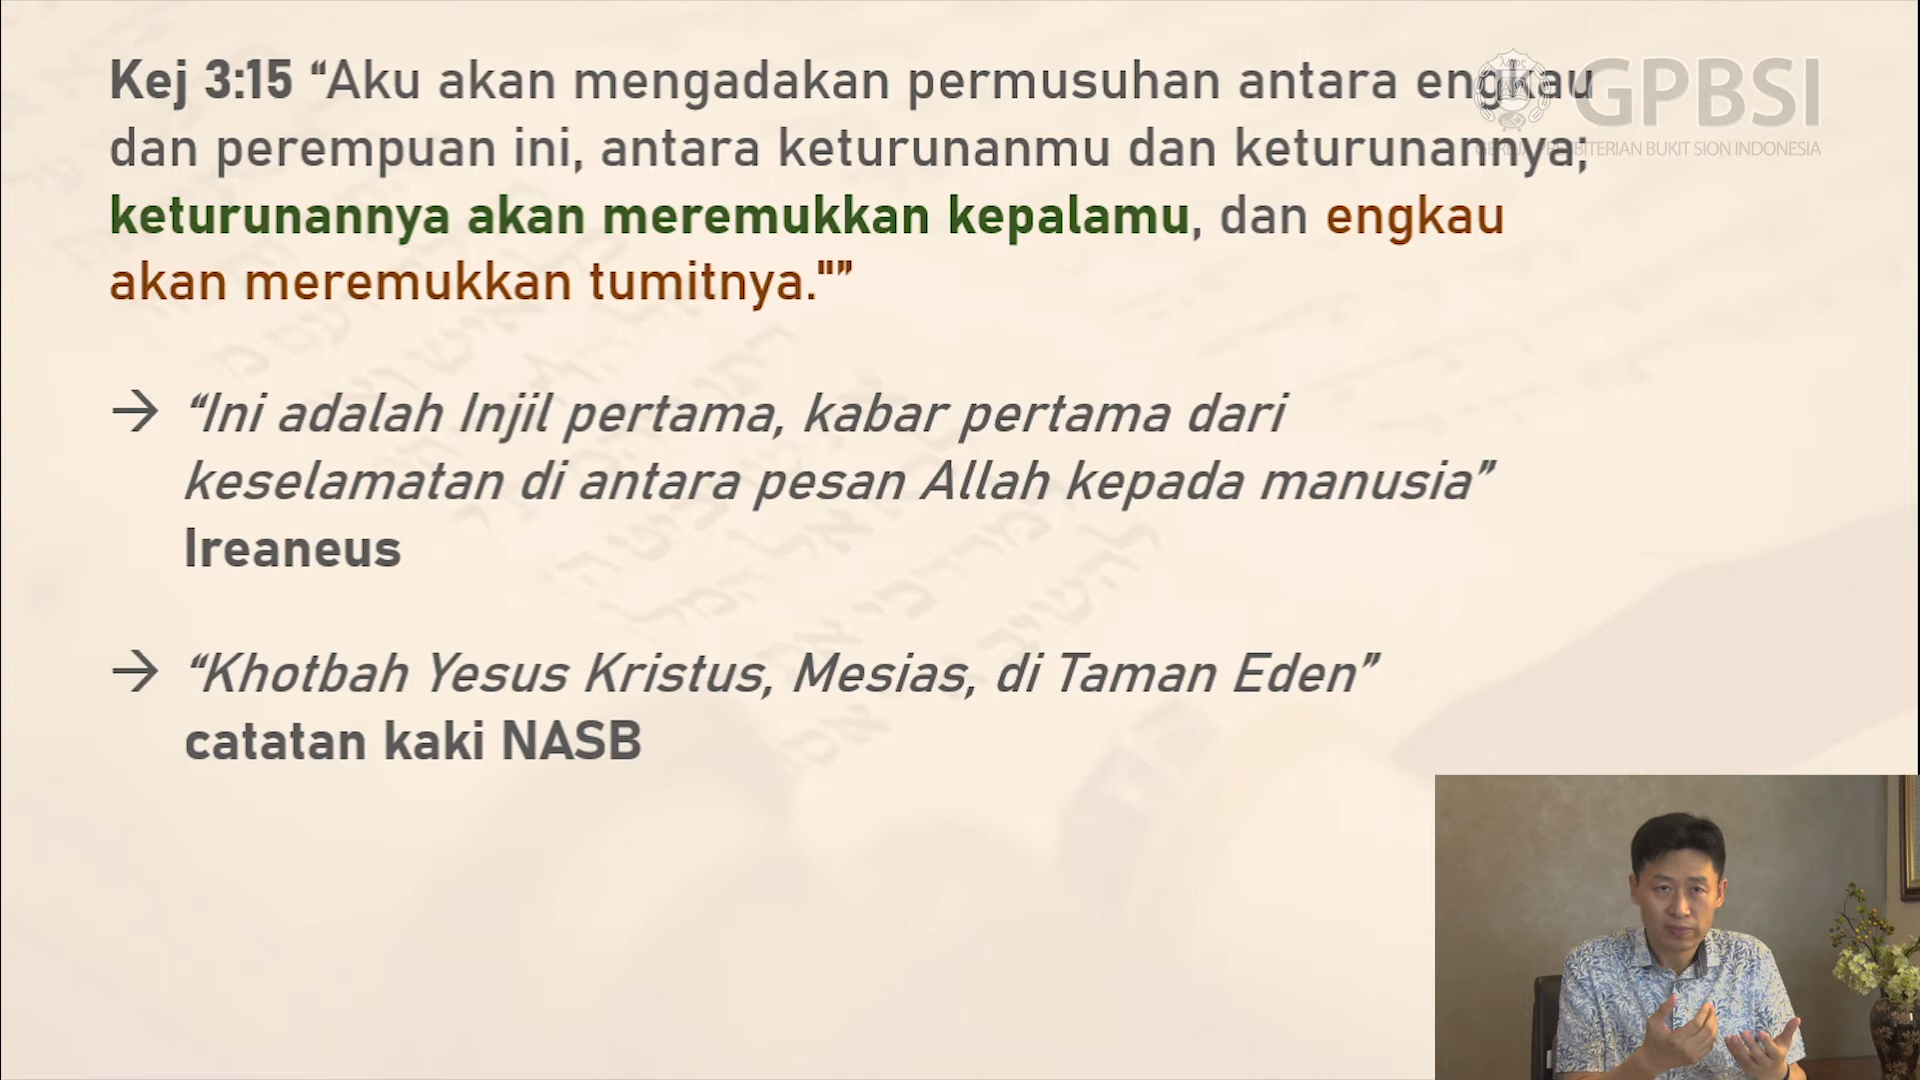 Kej 3:15 “Aku akan mengadakan permusuhan antara engkau
dan perempuan ini, antara keturunanmu dan keturunannya;
keturunannya akan meremukkan kepalamu, dan engkau
akan meremukkan tumitnya."”
→ “Ini adalah Injil pertama, kabar pertama dari
keselamatan di antara pesan Allah kepada manusia”
Ireaneus
→ “Khotbah Yesus Kristus, Mesias, di Taman Eden”
catatan kaki NASB
GPBSI
GEREJA PRESBITERIAN BUKIT SION INDONESIA